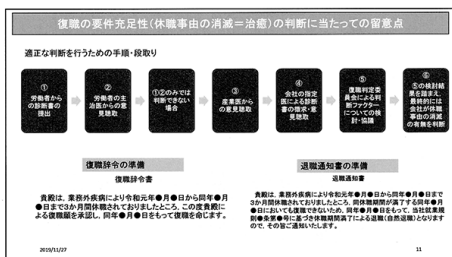 復職の要件充足性(休職事由の消滅=治癒)の判断に当たっての留意点
適正な判断を行うための手順・段取り
①
労働者から
の診断書の
提出
②
労働者の主
治医からの意
見聴取
①②のみでは
判断できない
場合
③
産業医から
の意見聴取
④
会社の指定
医による診断
書の徴求・意
見聴取
⑤
復職判定委
員会による判
断ファクター
についての検
討・協議
⑥
⑤の検討結
果を踏まえ、
最終的には
会社が休職
事由の消滅
の有無を判断
復職辞令の準備
復職辞令書
貴殿は、業務外疾病により令和元年●月●日から同年●月
●日まで3か月間休職されておりましたところ、この度貴殿に
よる復職願を承認し、同年●月●日をもって復職を命じます。
退職通知書の準備
退職通知書
貴殿は、業務外疾病により令和元年●月●日から同年●月●日まで
3か月間休職されておりましたところ、同休職期間が満了する同年●月
●日においても復職できないため、同年●月●日をもって、当社就業規
則●条第●号に基づき休職期間満了による退職(自然退職)となります
ので、その旨ご通知いたします。
2019/11/27
11